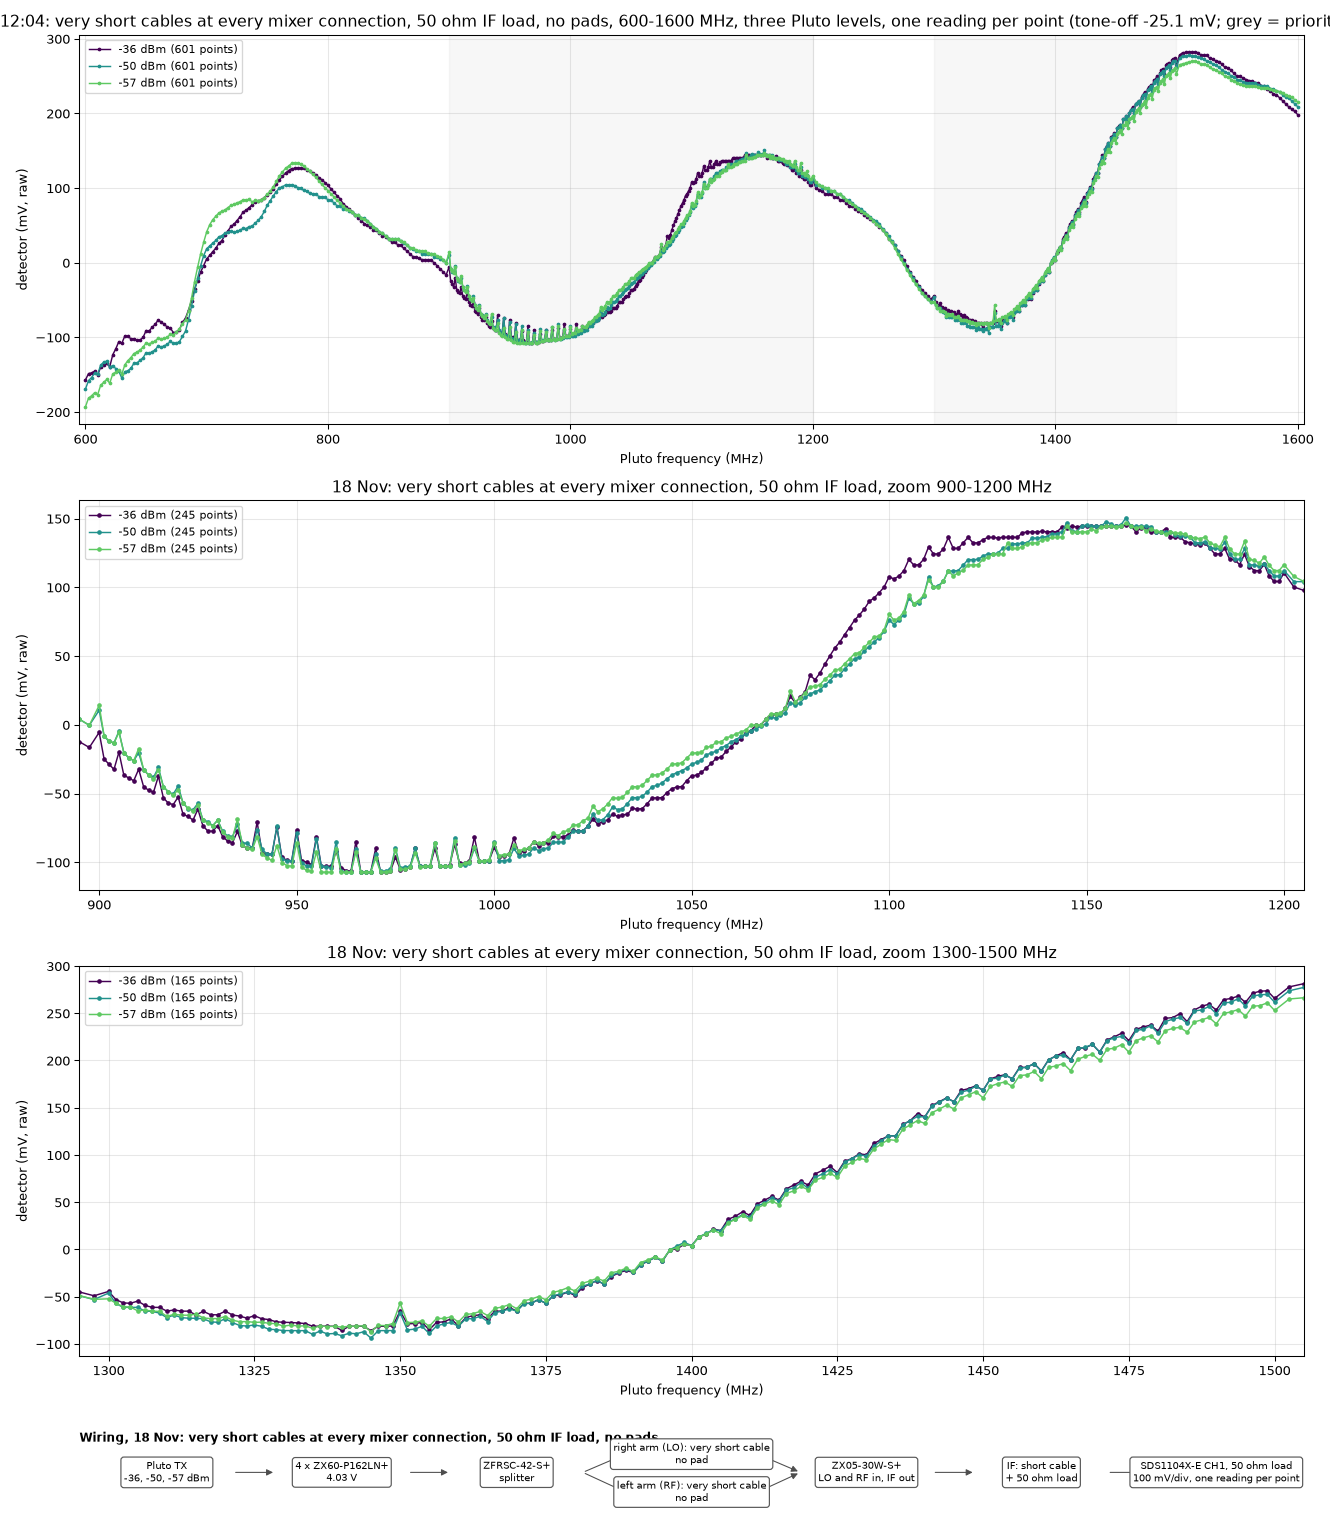 12:04: very short cables at every mixer connection, 50 ohm IF load, no pads, 600-1600 MHz, three Pluto levels, one reading per point (tone-off -25.1 mV; grey = priorit
-36 dBm (601 points)
-50 dBm (601 points)
-57 dBm (601 points)
300
200
100
0
−100
−200
detector (mV, raw)
600
800
1000
1200
1400
1600
Pluto frequency (MHz)
18 Nov: very short cables at every mixer connection, 50 ohm IF load, zoom 900-1200 MHz
-36 dBm (245 points)
-50 dBm (245 points)
-57 dBm (245 points)
150
100
50
0
−50
−100
detector (mV, raw)
900
950
1000
1050
1100
1150
1200
Pluto frequency (MHz)
18 Nov: very short cables at every mixer connection, 50 ohm IF load, zoom 1300-1500 MHz
-36 dBm (165 points)
-50 dBm (165 points)
-57 dBm (165 points)
300
250
200
150
100
50
0
−50
−100
detector (mV, raw)
1300
1325
1350
1375
1400
1425
1450
1475
1500
Pluto frequency (MHz)
Wiring, 18 Nov: very short cables at every mixer connection, 50 ohm IF load, no pads
Pluto TX
-36, -50, -57 dBm
4 x ZX60-P162LN+
4.03 V
ZFRSC-42-S+
splitter
right arm (LO): very short cable
no pad
left arm (RF): very short cable
no pad
ZX05-30W-S+
LO and RF in, IF out
IF: short cable
+ 50 ohm load
SDS1104X-E CH1, 50 ohm load
100 mV/div, one reading per point